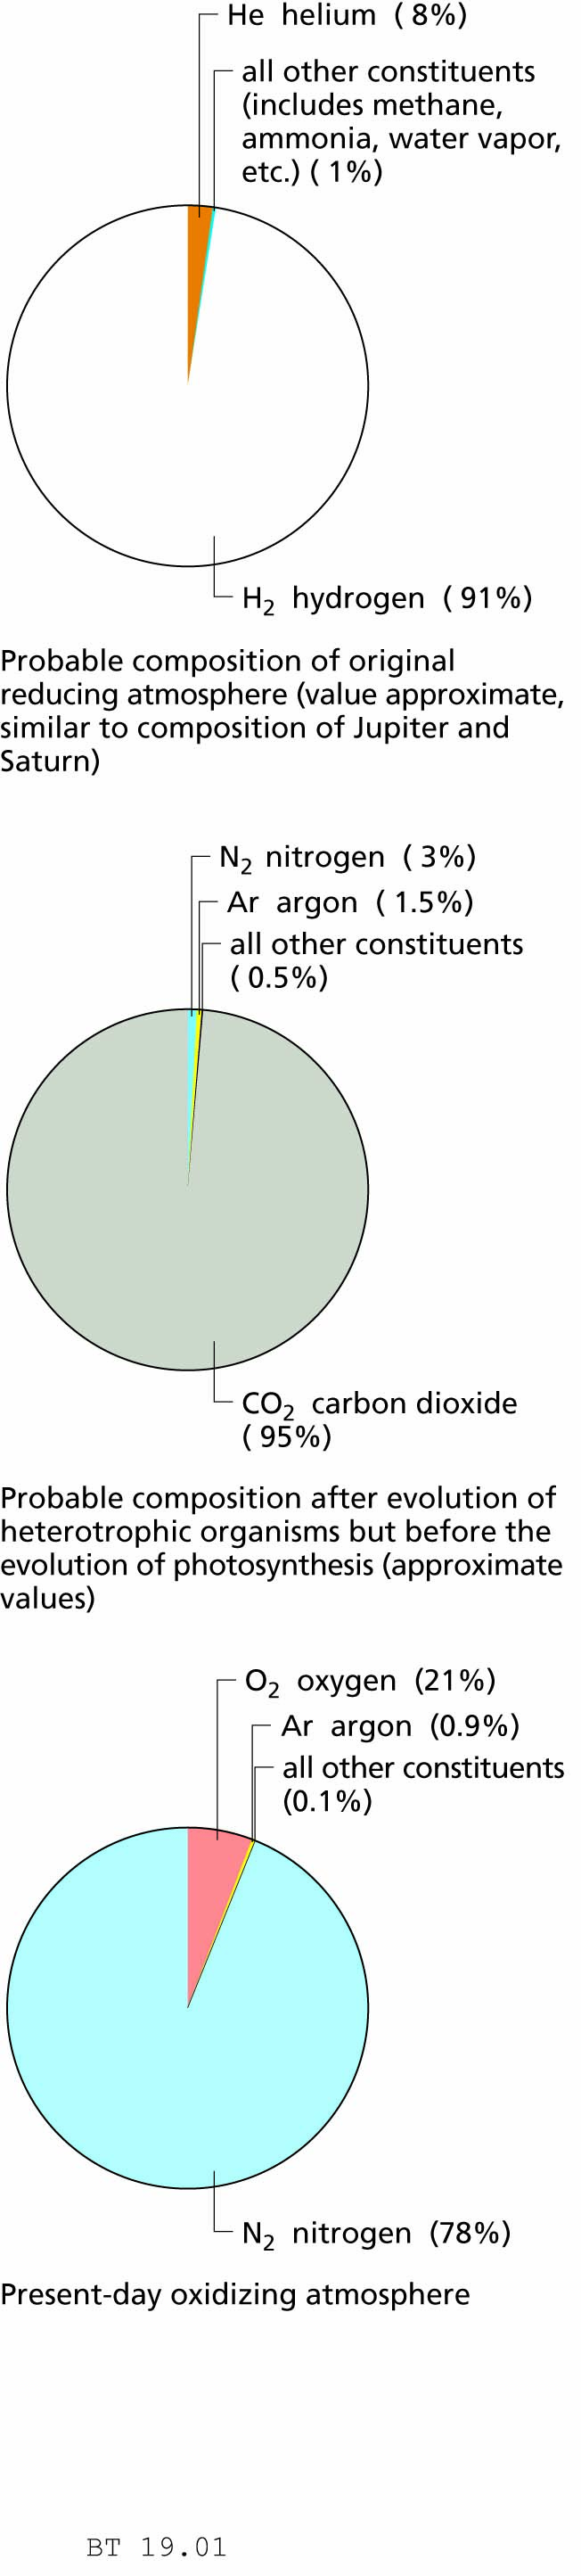 He helium ( 8%)
all other constituents
(includes methane,
ammonia, water vapor,
etc.) ( 1%)
H₂ hydrogen ( 91%)
Probable composition of original
reducing atmosphere (value approximate,
similar to composition of Jupiter and
Saturn)
N₂ nitrogen ( 3%)
Ar argon ( 1.5%)
all other constituents
( 0.5%)
CO₂ carbon dioxide
( 95%)
Probable composition after evolution of
heterotrophic organisms but before the
evolution of photosynthesis (approximate
values)
O₂ oxygen (21%)
Ar argon (0.9%)
all other constituents
(0.1%)
N₂ nitrogen (78%)
Present-day oxidizing atmosphere
BT 19.01